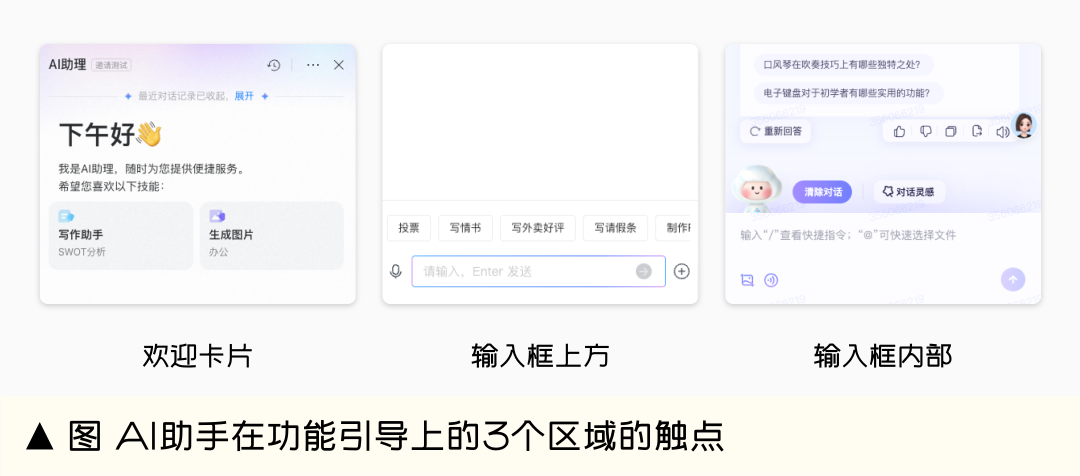 AI助理 邀请测试
最近对话记录已收起，展开
下午好👋
我是AI助理，随时为您提供便捷服务。
希望您喜欢以下技能：
写作助手
SWOT分析
生成图片
办公
投票 写情书 写外卖好评 写请假条
请输入，Enter 发送
口风琴在吹奏技巧上有哪些独特之处?
电子键盘对于初学者有哪些实用的功能?
重新回答
清除对话 对话灵感
输入“/”查看快捷指令；“@”可快速选择文件
欢迎卡片
输入框上方
输入框内部
▲ 图 AI助手在功能引导上的3个区域的触点